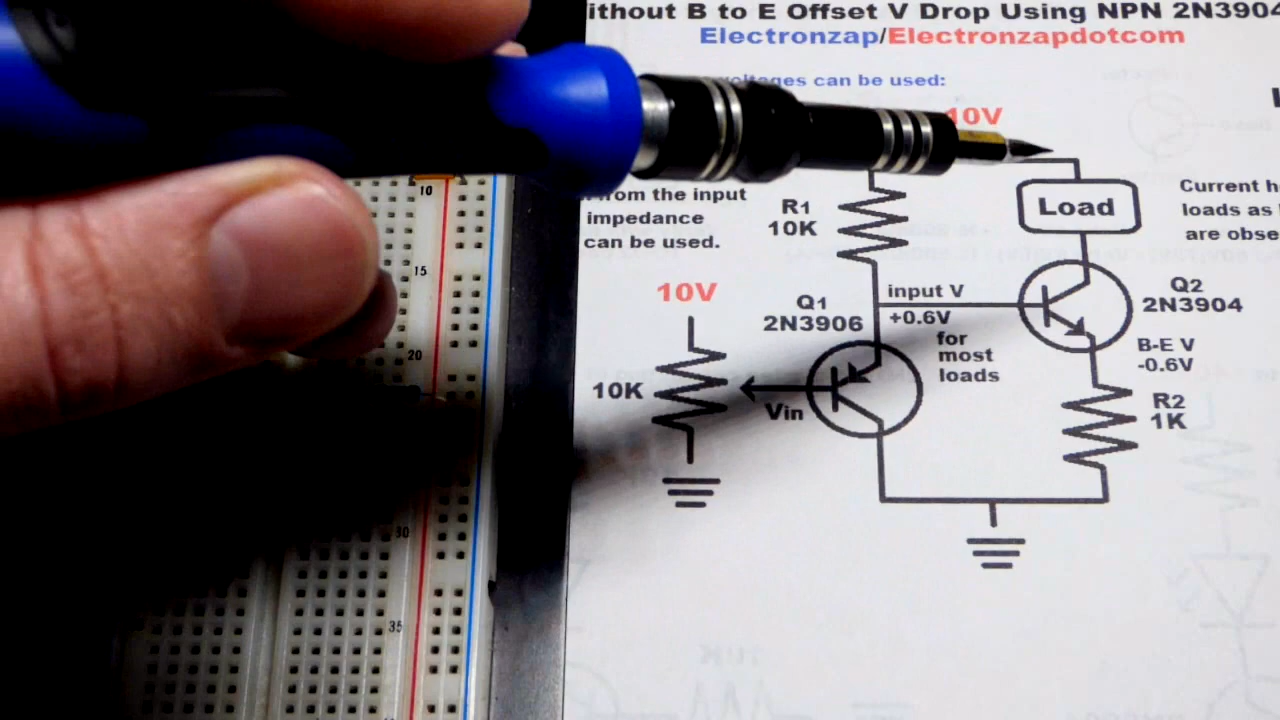 ithout B to E Offset V Drop Using NPN 2N3904
Electronzap/Electronzapdotcom
voltages can be used:
10V
from the input
impedance
can be used.
R1
10K
Load
Current h
loads as
are obse
10V
10K
Vin
Q1
2N3906
input V
+0.6V
for
most
loads
Q2
2N3904
B-E V
-0.6V
R2
1K
10
15
20
30
35